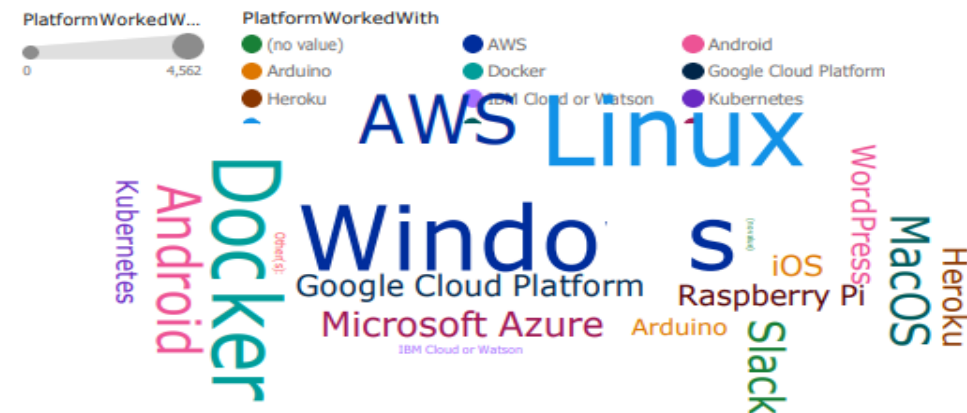 PlatformWorkedW...
0
4,562
PlatformWorkedWith
(no value)
AWS
Android
Arduino
Docker
Google Cloud Platform
Heroku
IBM Cloud or Watson
Kubernetes
AWS
Linux
Kubernetes
Android
Docker
Other(s):
Windo s
(no value)
WordPress
iOS
MacOS
Heroku
Google Cloud Platform
Raspberry Pi
Microsoft Azure
Arduino
IBM Cloud or Watson
Slack